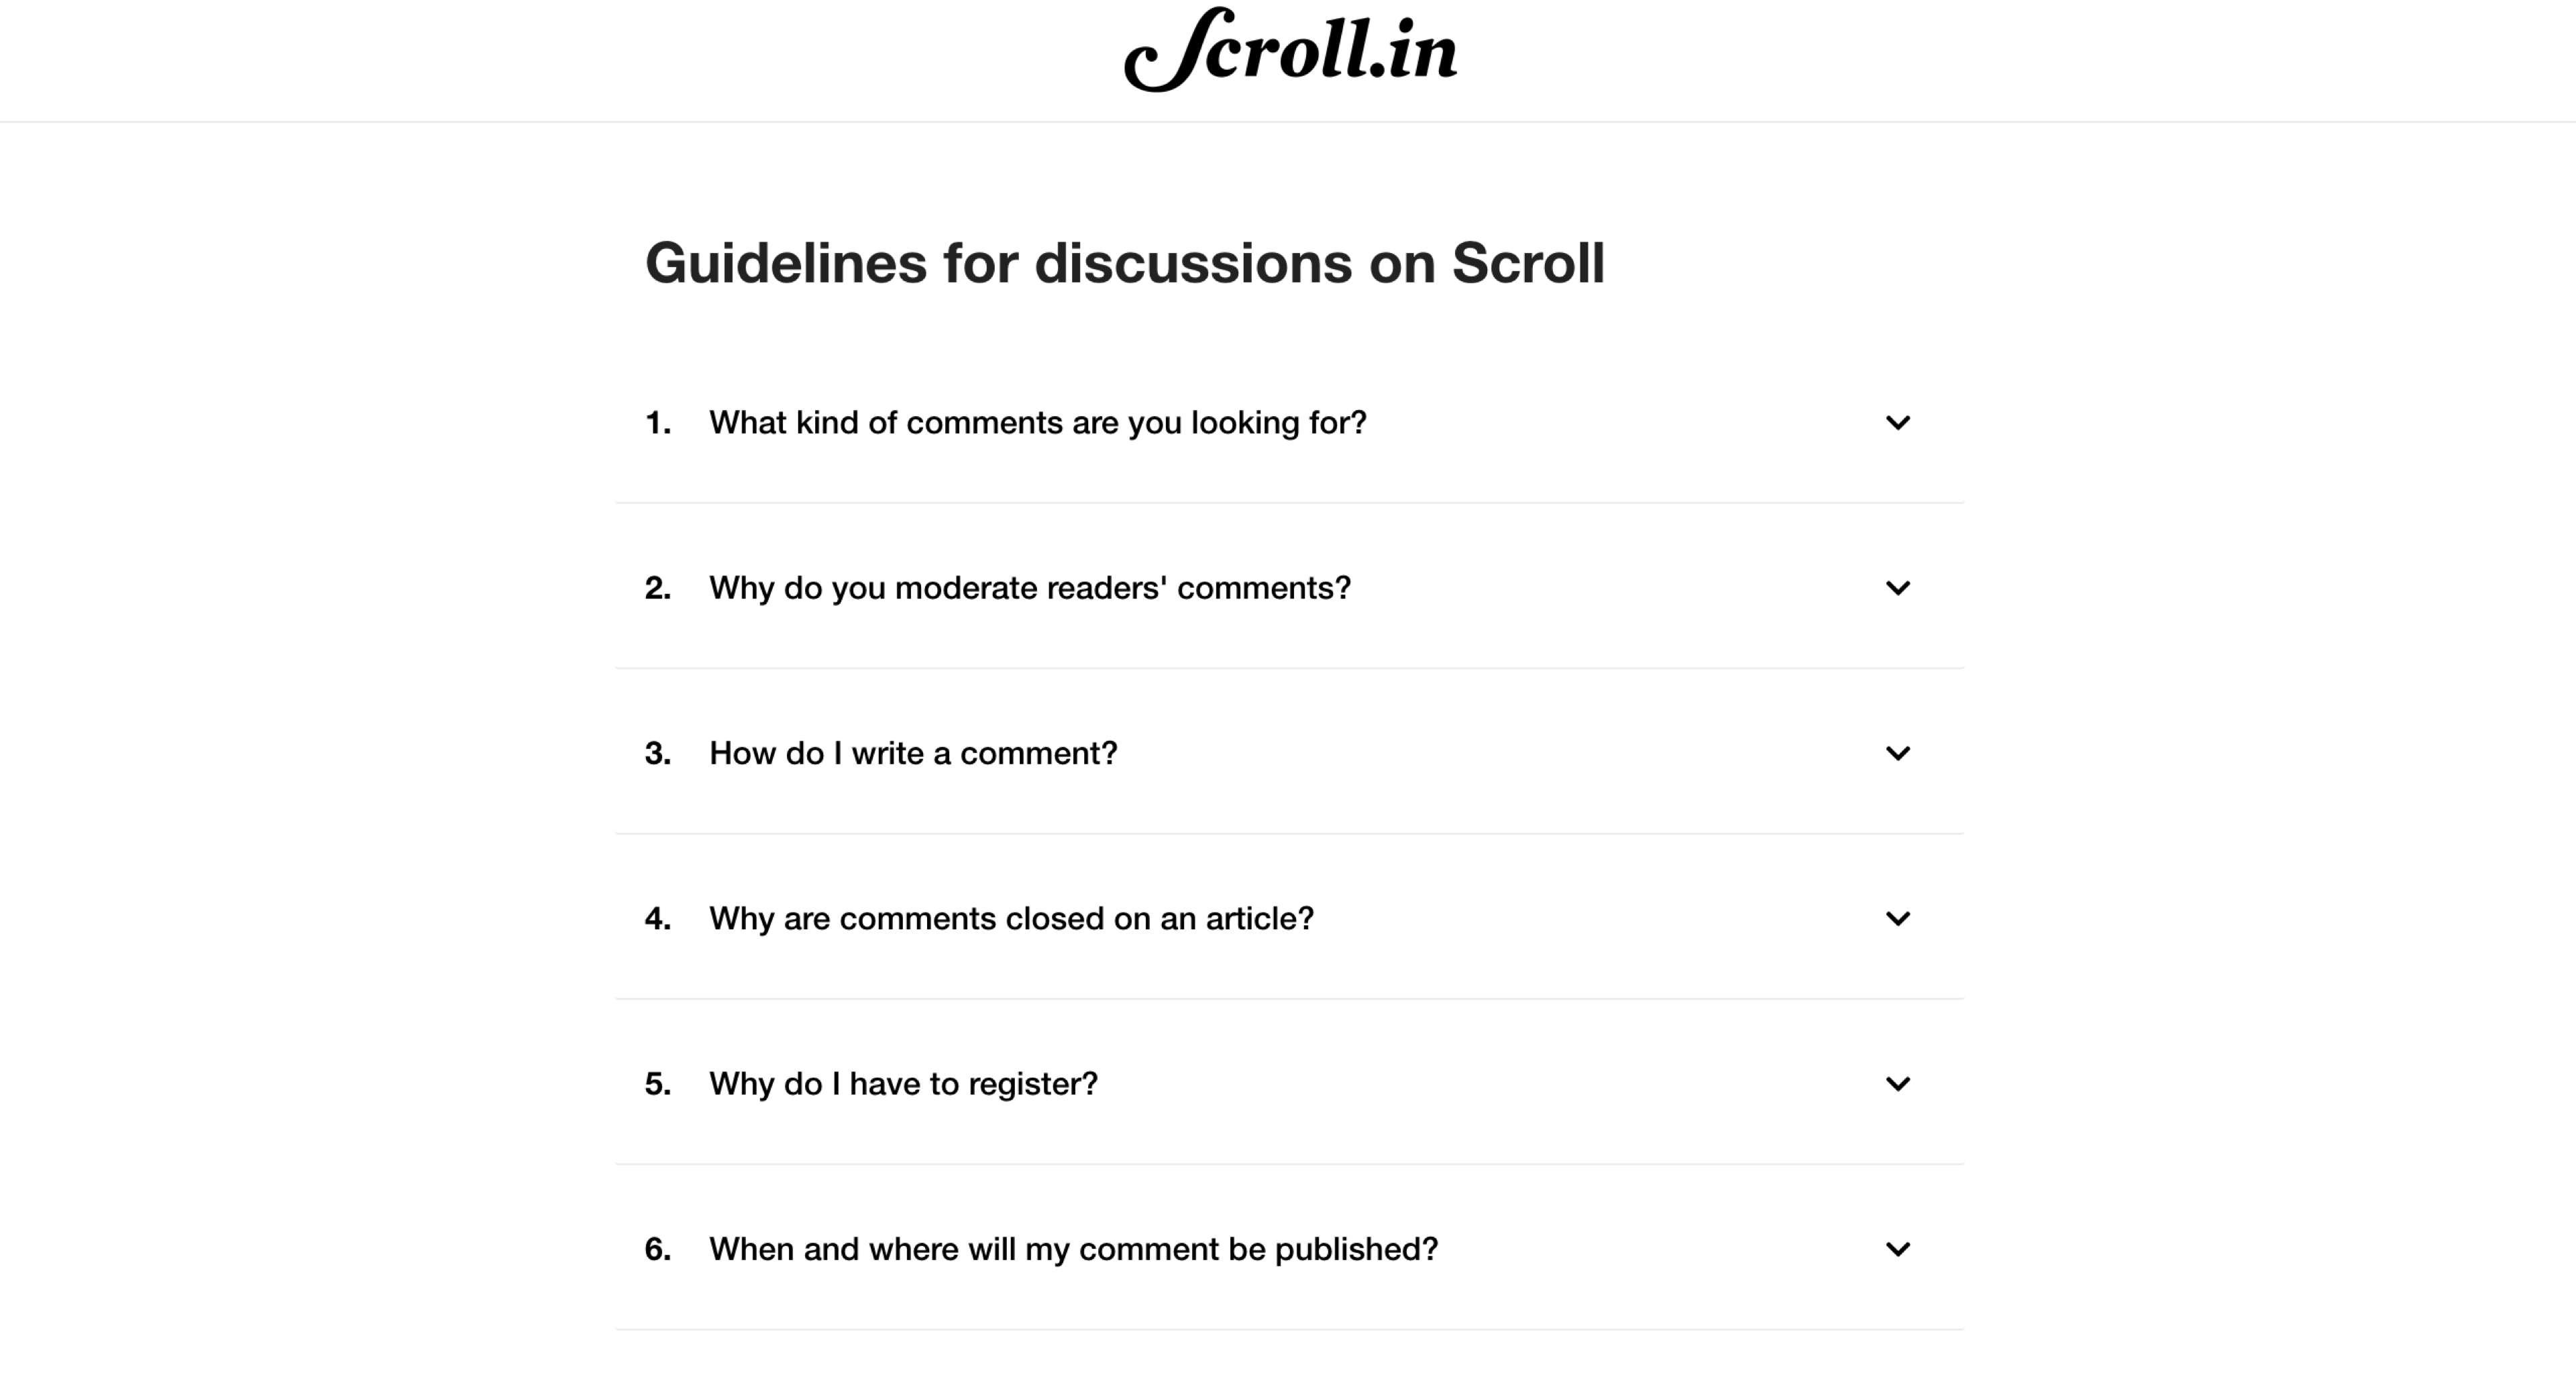 Scroll.in
Guidelines for discussions on Scroll
1. What kind of comments are you looking for?
2. Why do you moderate readers' comments?
3. How do I write a comment?
4. Why are comments closed on an article?
5. Why do I have to register?
6. When and where will my comment be published?